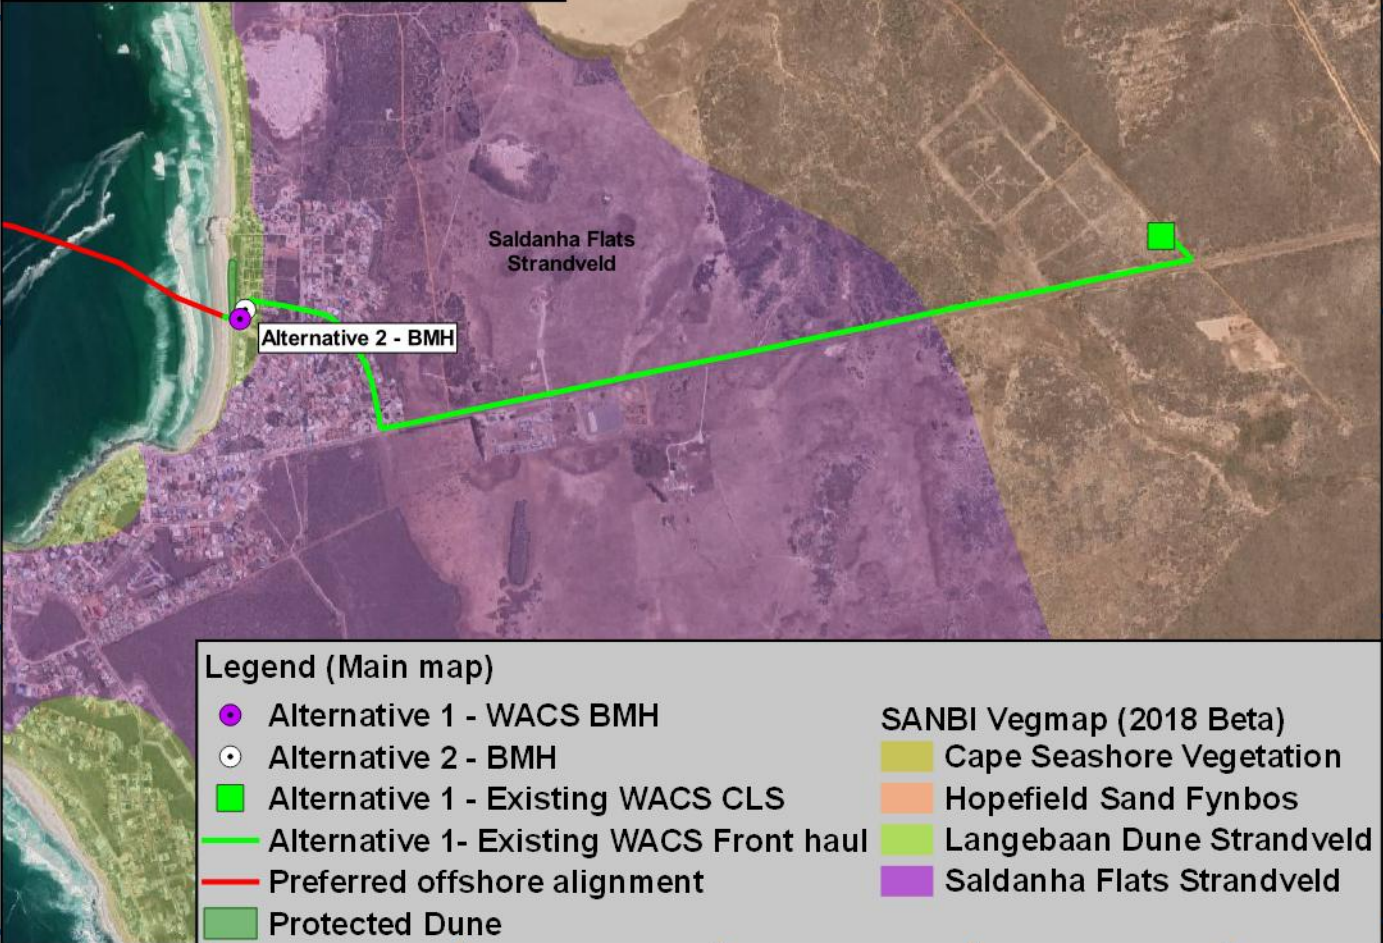 Saldanha Flats
Strandveld
Alternative 2 - BMH
Legend (Main map)
Alternative 1 - WACS BMH
Alternative 2 - BMH
Alternative 1 - Existing WACS CLS
Alternative 1- Existing WACS Front haul
Preferred offshore alignment
Protected Dune
SANBI Vegmap (2018 Beta)
Cape Seashore Vegetation
Hopefield Sand Fynbos
Langebaan Dune Strandveld
Saldanha Flats Strandveld